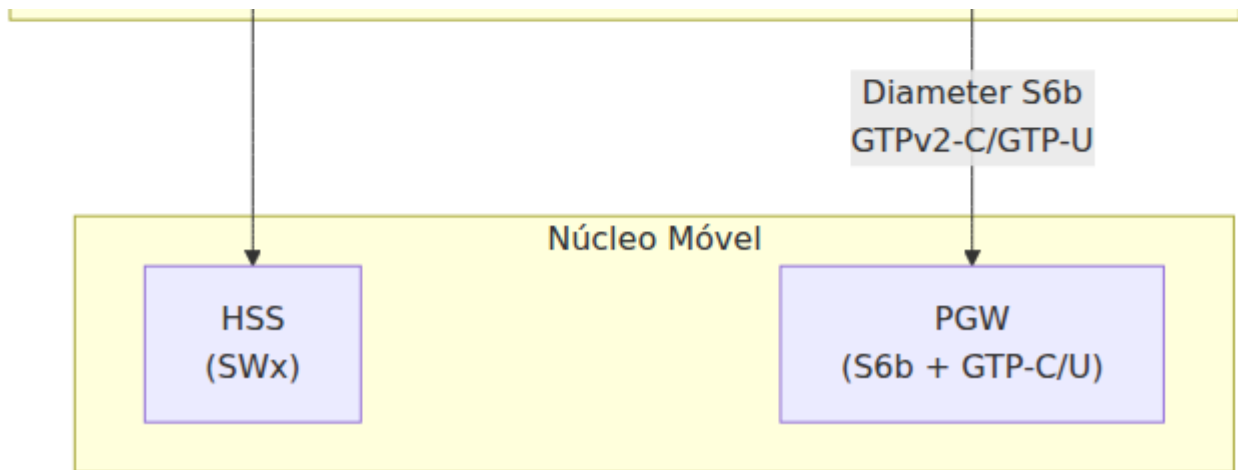 Diameter S6b
GTPv2-C/GTP-U
Núcleo Móvel
HSS
(SWx)
PGW
(S6b + GTP-C/U)